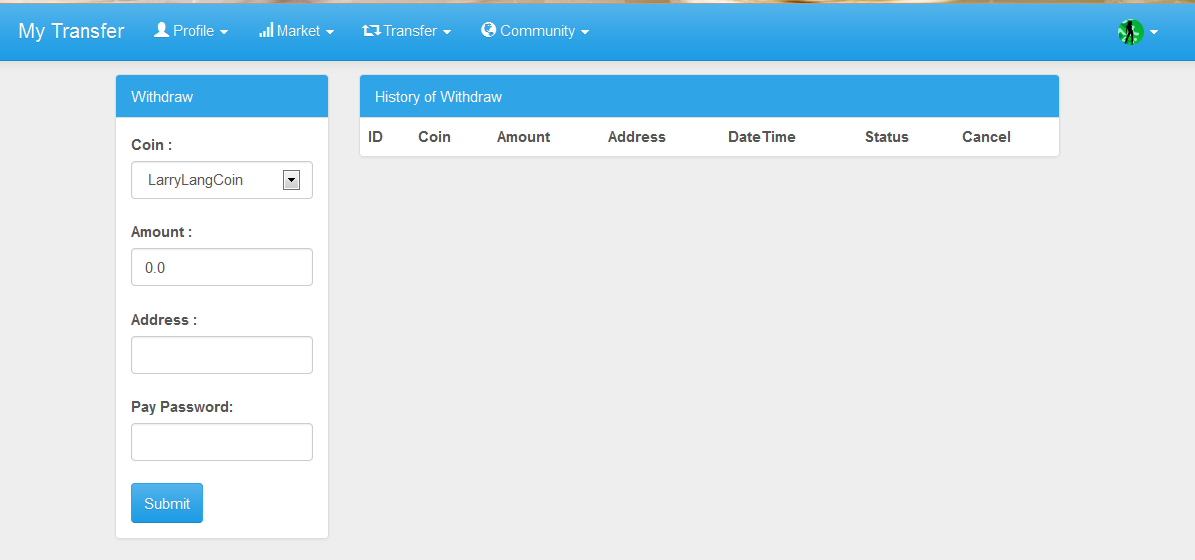 My Transfer Profile Market Transfer Community
Withdraw
Coin :
LarryLangCoin
Amount :
0.0
Address :
Pay Password:
Submit
History of Withdraw
ID Coin Amount Address DateTime Status Cancel